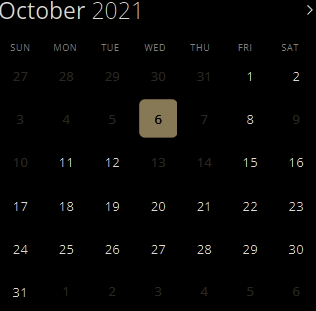 October 2021 >
SUN MON TUE WED THU FRI SAT
27 28 29 30 31 1 2
3 4 5 6 7 8 9
10 11 12 13 14 15 16
17 18 19 20 21 22 23
24 25 26 27 28 29 30
31 1 2 3 4 5 6